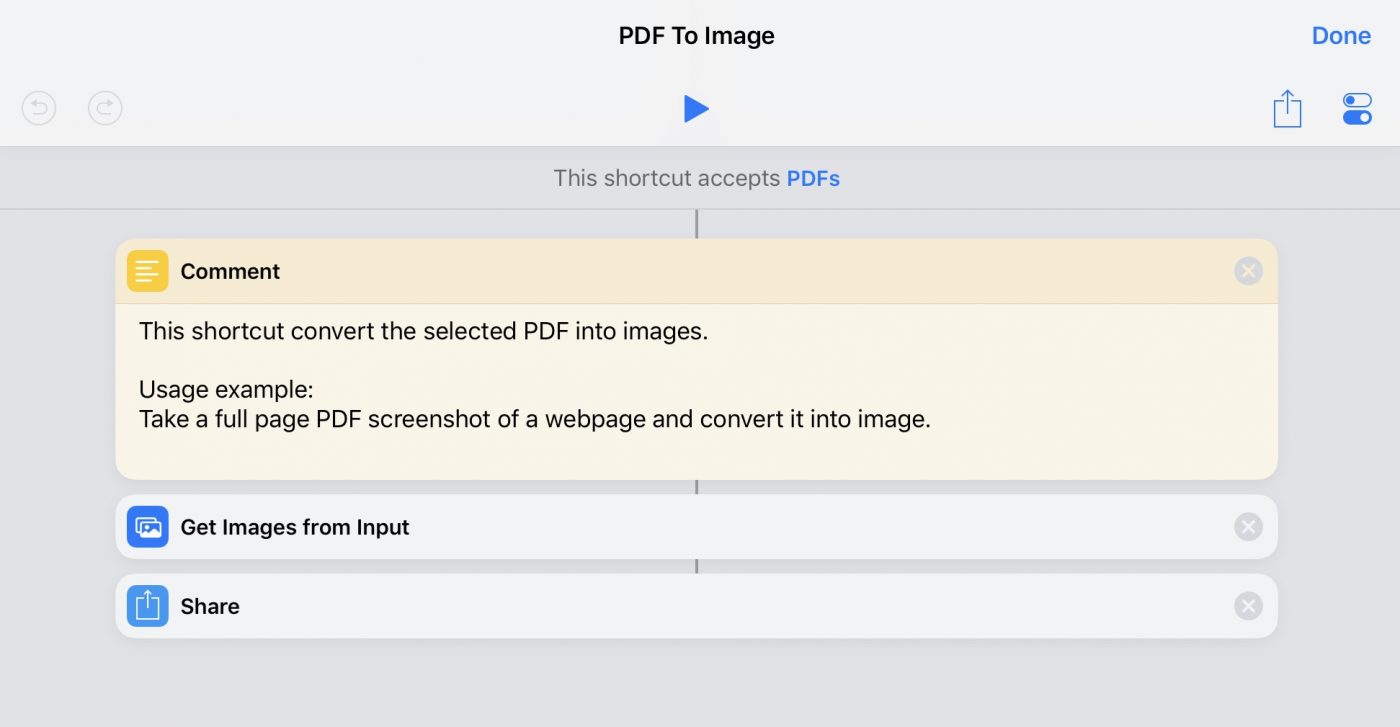 PDF To Image
Done
This shortcut accepts PDFs
Comment
This shortcut convert the selected PDF into images.
Usage example:
Take a full page PDF screenshot of a webpage and convert it into image.
Get Images from Input
Share